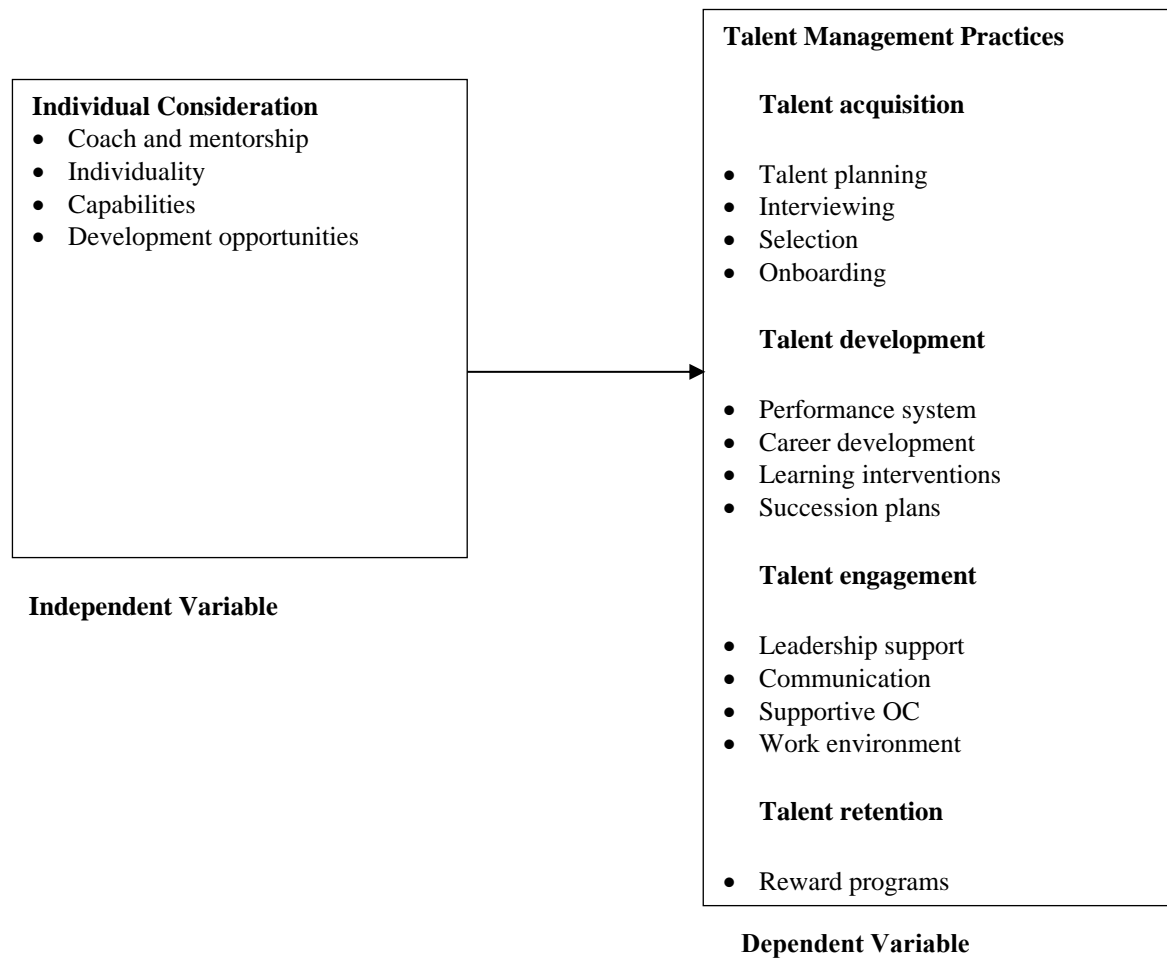 Individual Consideration
• Coach and mentorship
• Individuality
• Capabilities
• Development opportunities
Independent Variable
Talent Management Practices
Talent acquisition
• Talent planning
• Interviewing
• Selection
• Onboarding
Talent development
• Performance system
• Career development
• Learning interventions
• Succession plans
Talent engagement
• Leadership support
• Communication
• Supportive OC
• Work environment
Talent retention
• Reward programs
Dependent Variable